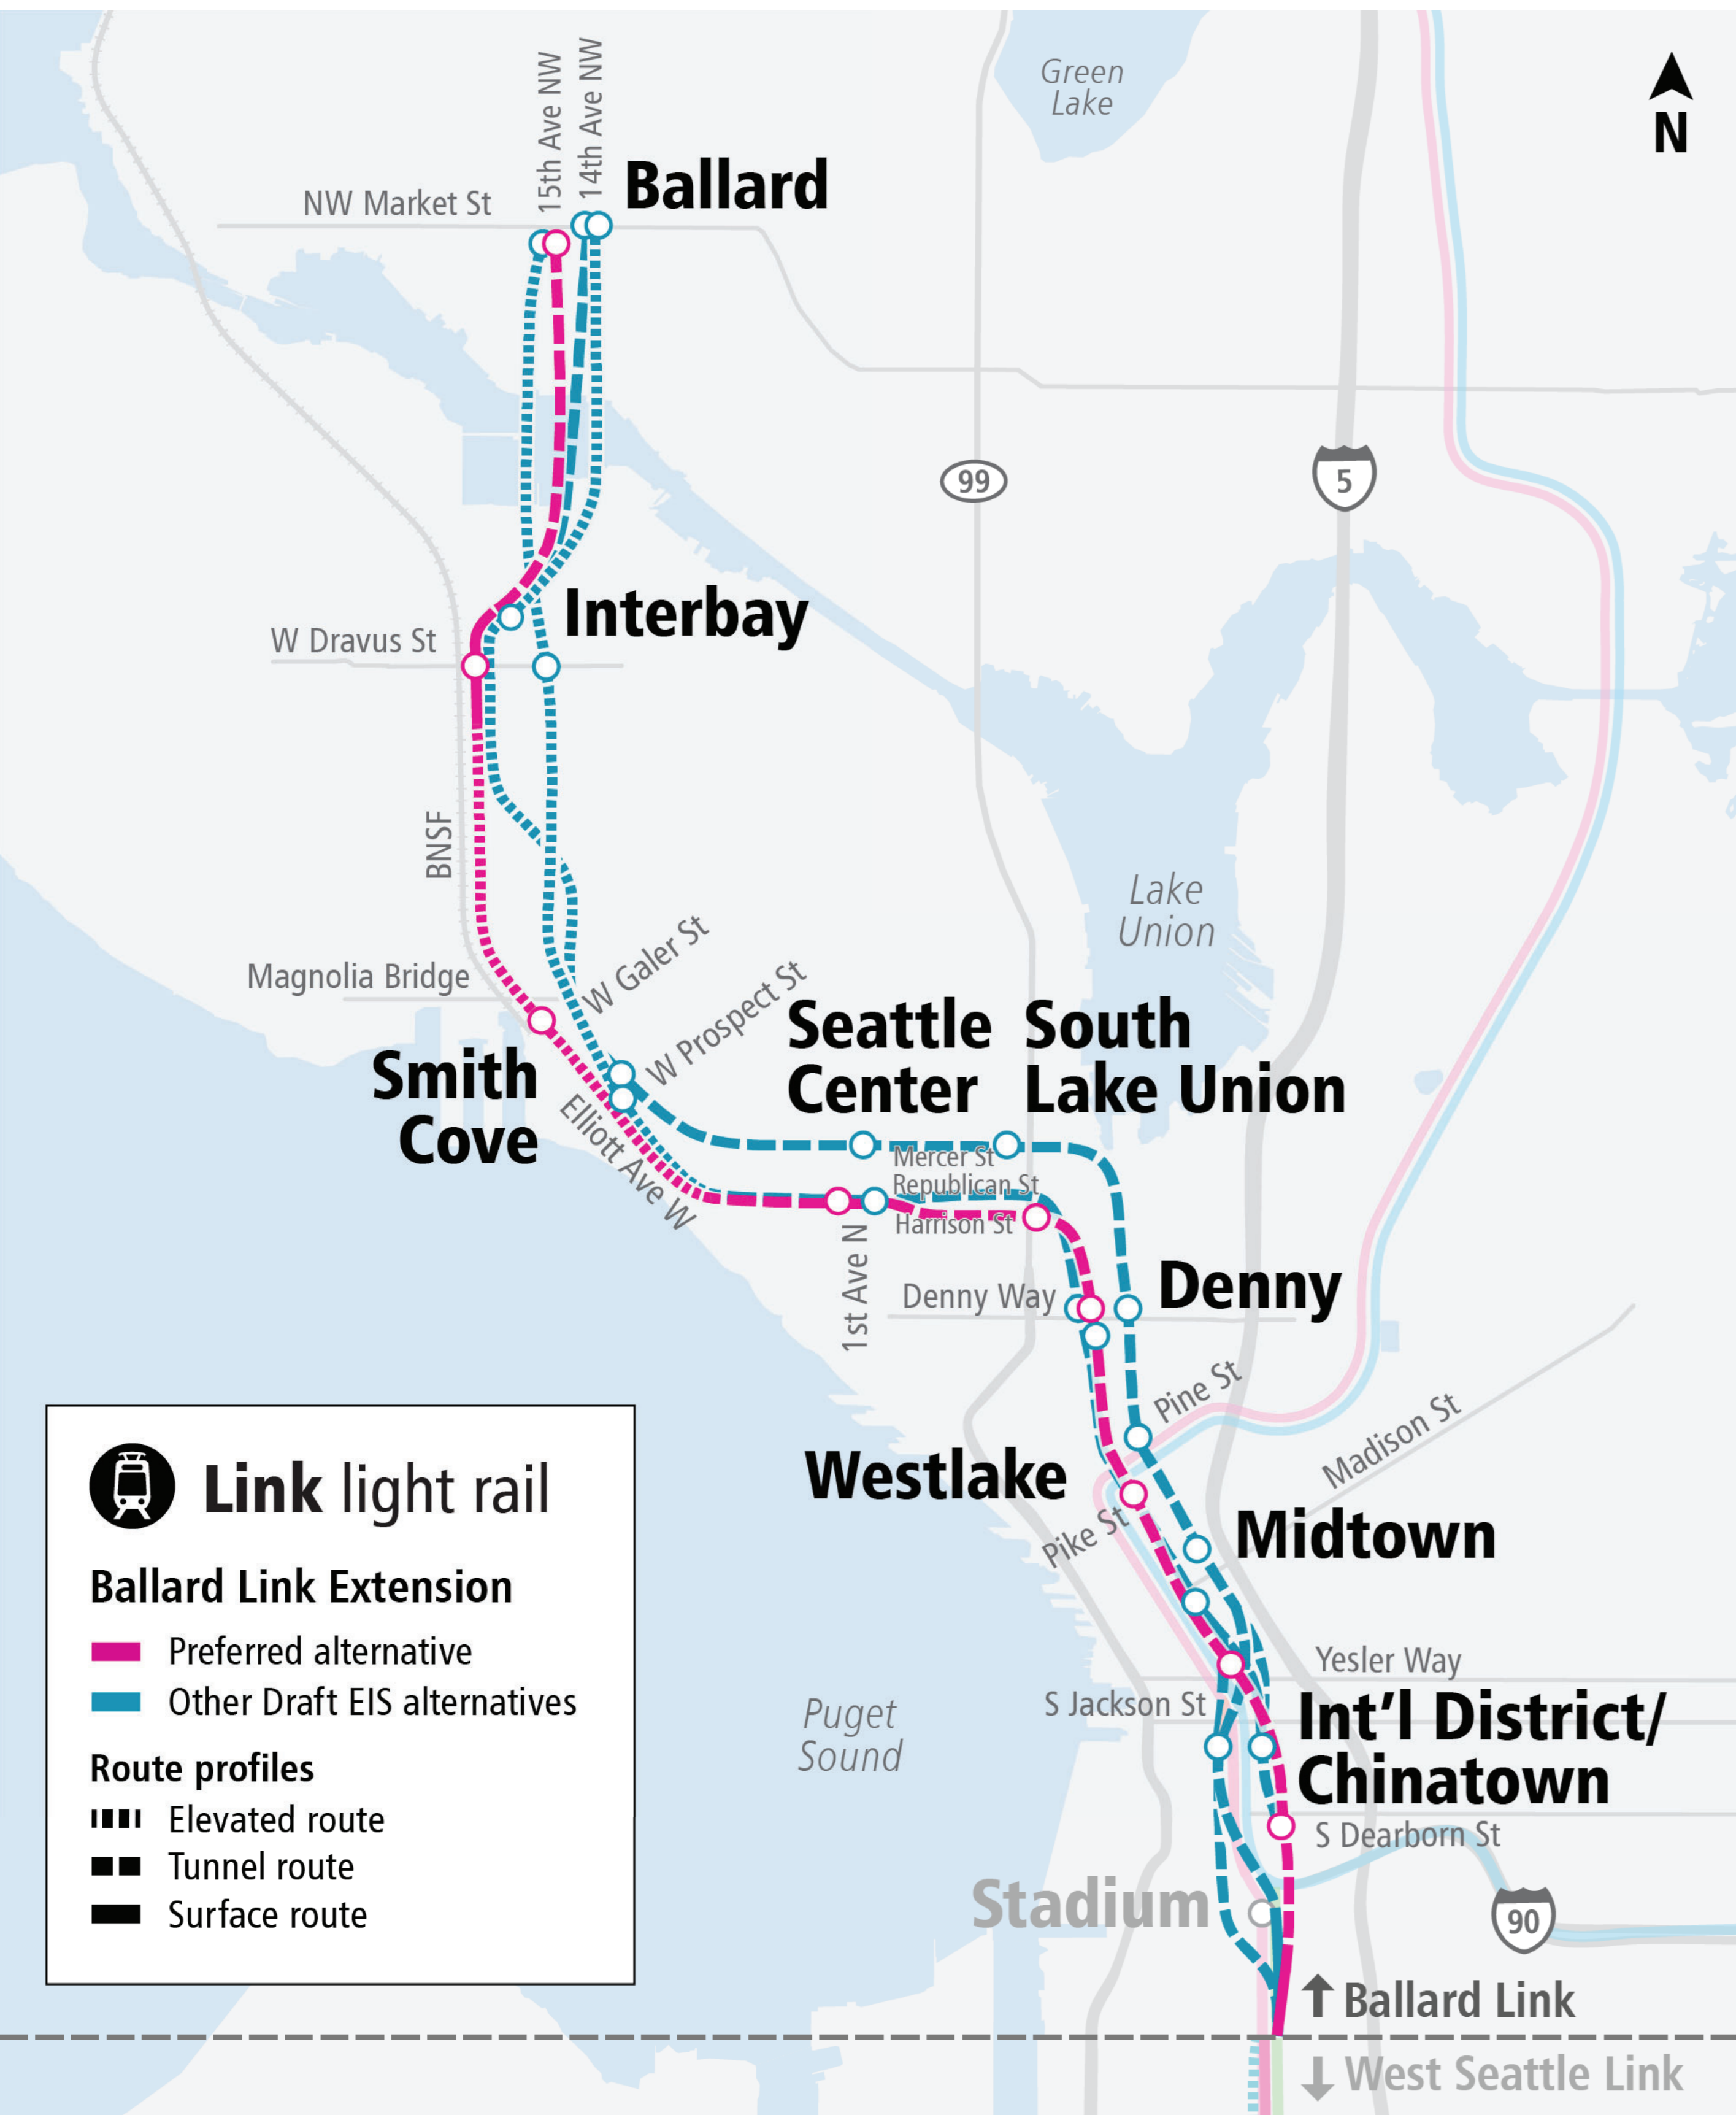 15th Ave NW
14th Ave NW
Green
Lake
N
Ballard
NW Market St
99
5
Interbay
W Dravus St
BNSF
Lake
Union
W Galer St
Magnolia Bridge
W Prospect St
Seattle
Center
South
Lake Union
Smith
Cove
Elliott Ave W
Mercer St
Republican St
Harrison St
1st Ave N
Denny Way
Denny
Pine St
Madison St
Westlake
Pike St
Midtown
Yesler Way
S Jackson St
Int'l District/
Chinatown
Puget
Sound
S Dearborn St
Stadium
90
Ballard Link
West Seattle Link
Link light rail
Ballard Link Extension
Preferred alternative
Other Draft EIS alternatives
Route profiles
Elevated route
Tunnel route
Surface route